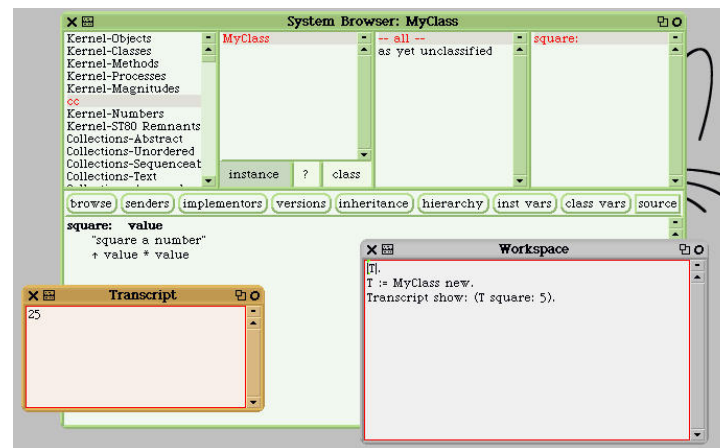 System Browser: MyClass
Kernel-Objects
Kernel-Classes
Kernel-Methods
Kernel-Processes
Kernel-Magnitudes
cc
Kernel-Numbers
Kernel-ST80 Remnants
Collections-Abstract
Collections-Unordered
Collections-Sequenceab
Collections-Text
MyClass
instance ? class
-- all --
as yet unclassified
square:
browse senders implementors versions inheritance hierarchy inst vars class vars source
square: value
"square a number"
↑ value * value
Transcript
25
Workspace
|T|.
T := MyClass new.
Transcript show: (T square: 5).